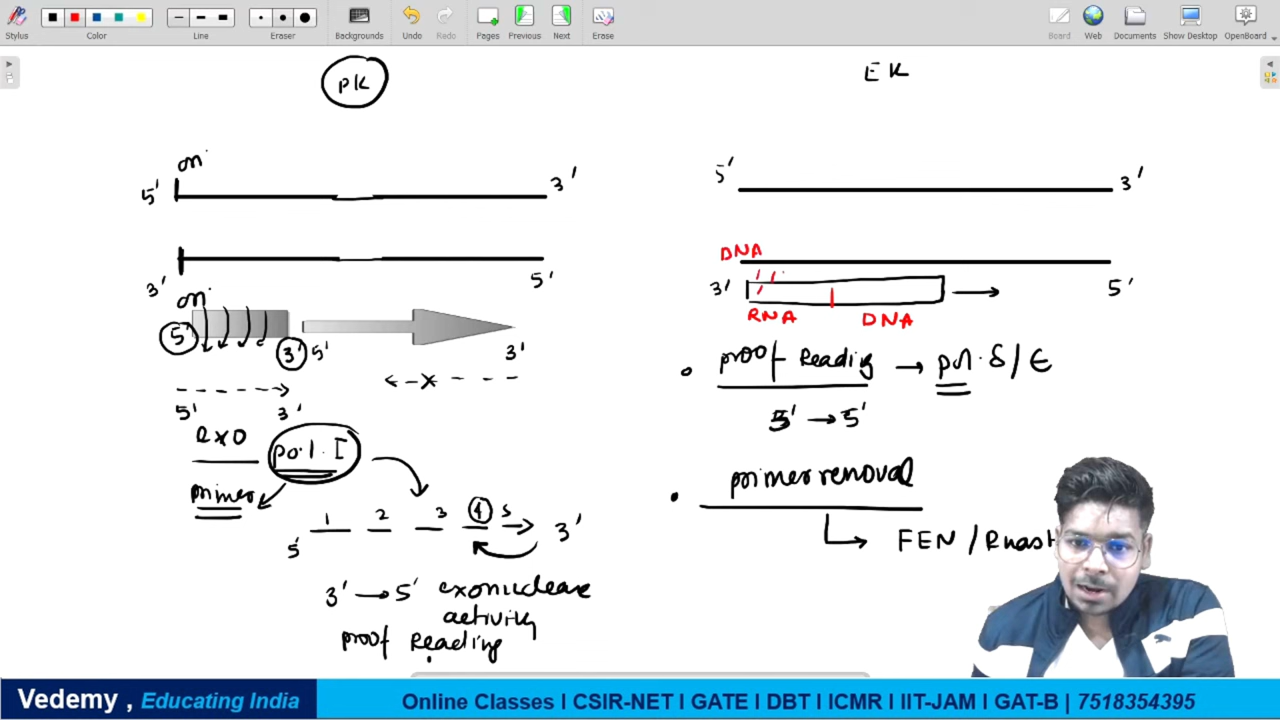 Stylus Color Line Eraser Backgrounds Undo Redo Pages Previous Next Erase Board Web Documents Show Desktop OpenBoard
PK
EK
ori
5' 3'
3' 5'
ori
5' 3' 5' 3'
5' 3'
exo pol. I
primer
1 2 3 4 5
5' 3'
3' → 5' exonuclease
activity
proof Reading
5' 3'
DNA
3' 5'
RNA DNA
• proof Reading → pol. δ/ε
3' → 5'
• primer removal
FEN / RnaseH
Vedemy , Educating India
Online Classes I CSIR-NET I GATE I DBT I ICMR I IIT-JAM I GAT-B I 7518354395